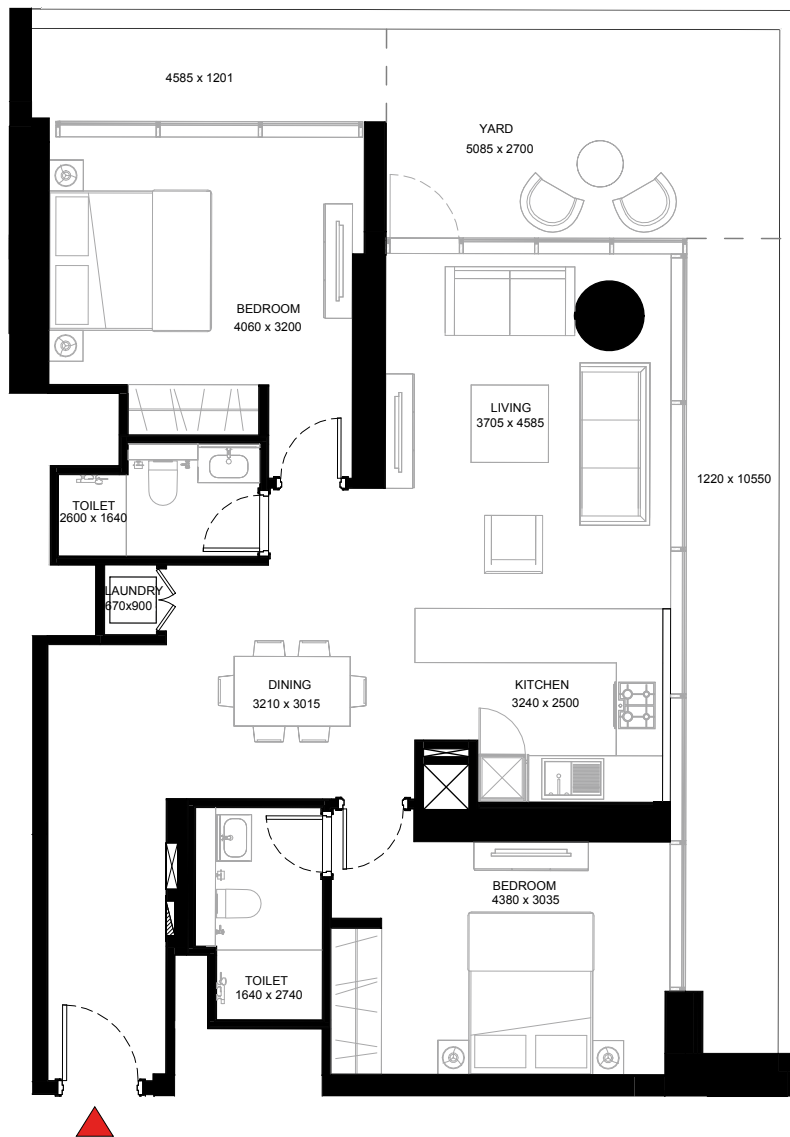 4585 x 1201
YARD
5085 x 2700
BEDROOM
4060 x 3200
LIVING
3705 x 4585
1220 x 10550
TOILET
2600 x 1640
LAUNDRY
670x900
DINING
3210 x 3015
KITCHEN
3240 x 2500
BEDROOM
4380 x 3035
TOILET
1640 x 2740